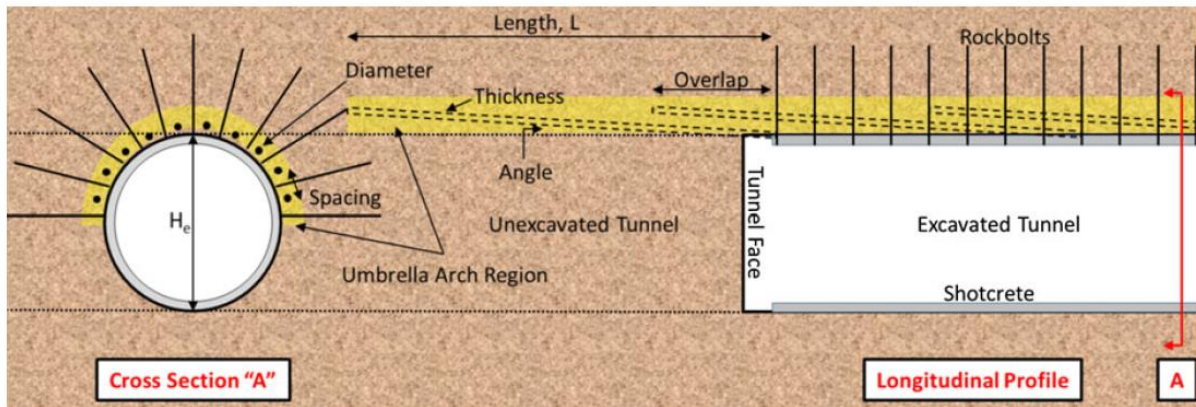 Length, L
Rockbolts
Diameter
Overlap
Thickness
Angle
Spacing
He
Unexcavated Tunnel
Tunnel Face
Excavated Tunnel
Umbrella Arch Region
Shotcrete
Cross Section “A”
Longitudinal Profile
A